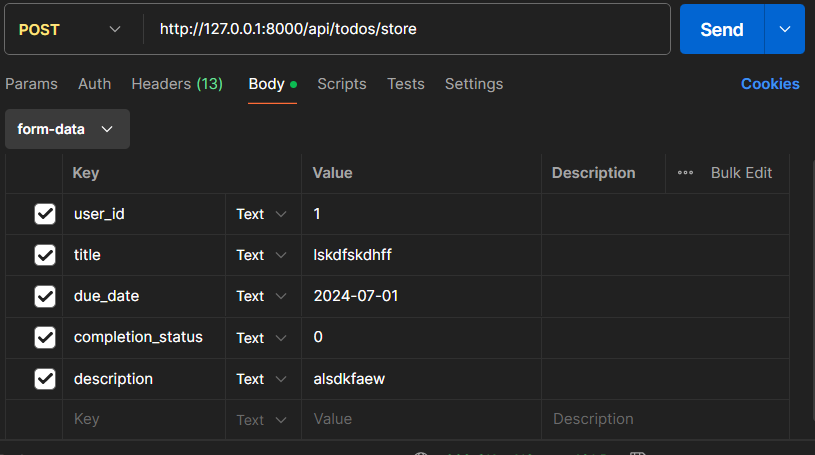 POST http://127.0.0.1:8000/api/todos/store Send
Params Auth Headers (13) Body Scripts Tests Settings Cookies
form-data
Key Value Description Bulk Edit
user_id Text 1
title Text lskdfskdhff
due_date Text 2024-07-01
completion_status Text 0
description Text alsdkfaew
Key Text Value Description